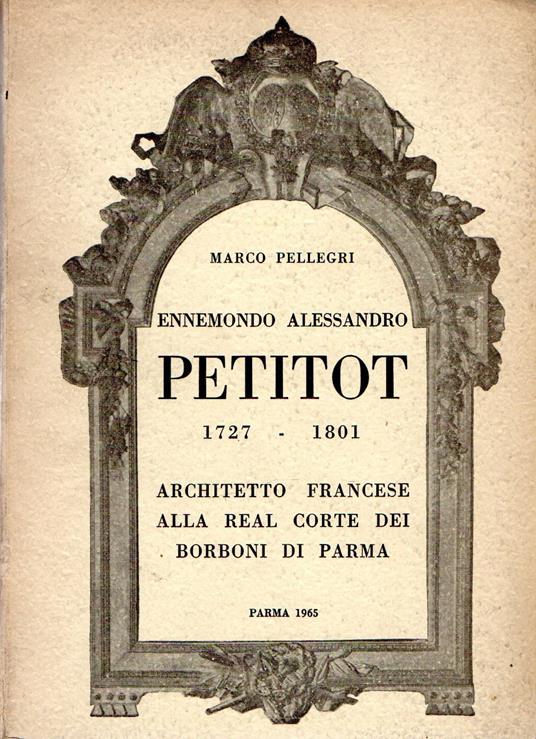 MARCO PELLEGRI
ENNEMONDO ALESSANDRO
PETITOT
1727 - 1801
ARCHITETTO FRANCESE
ALLA REAL CORTE DEI
BORBONI DI PARMA
PARMA 1965